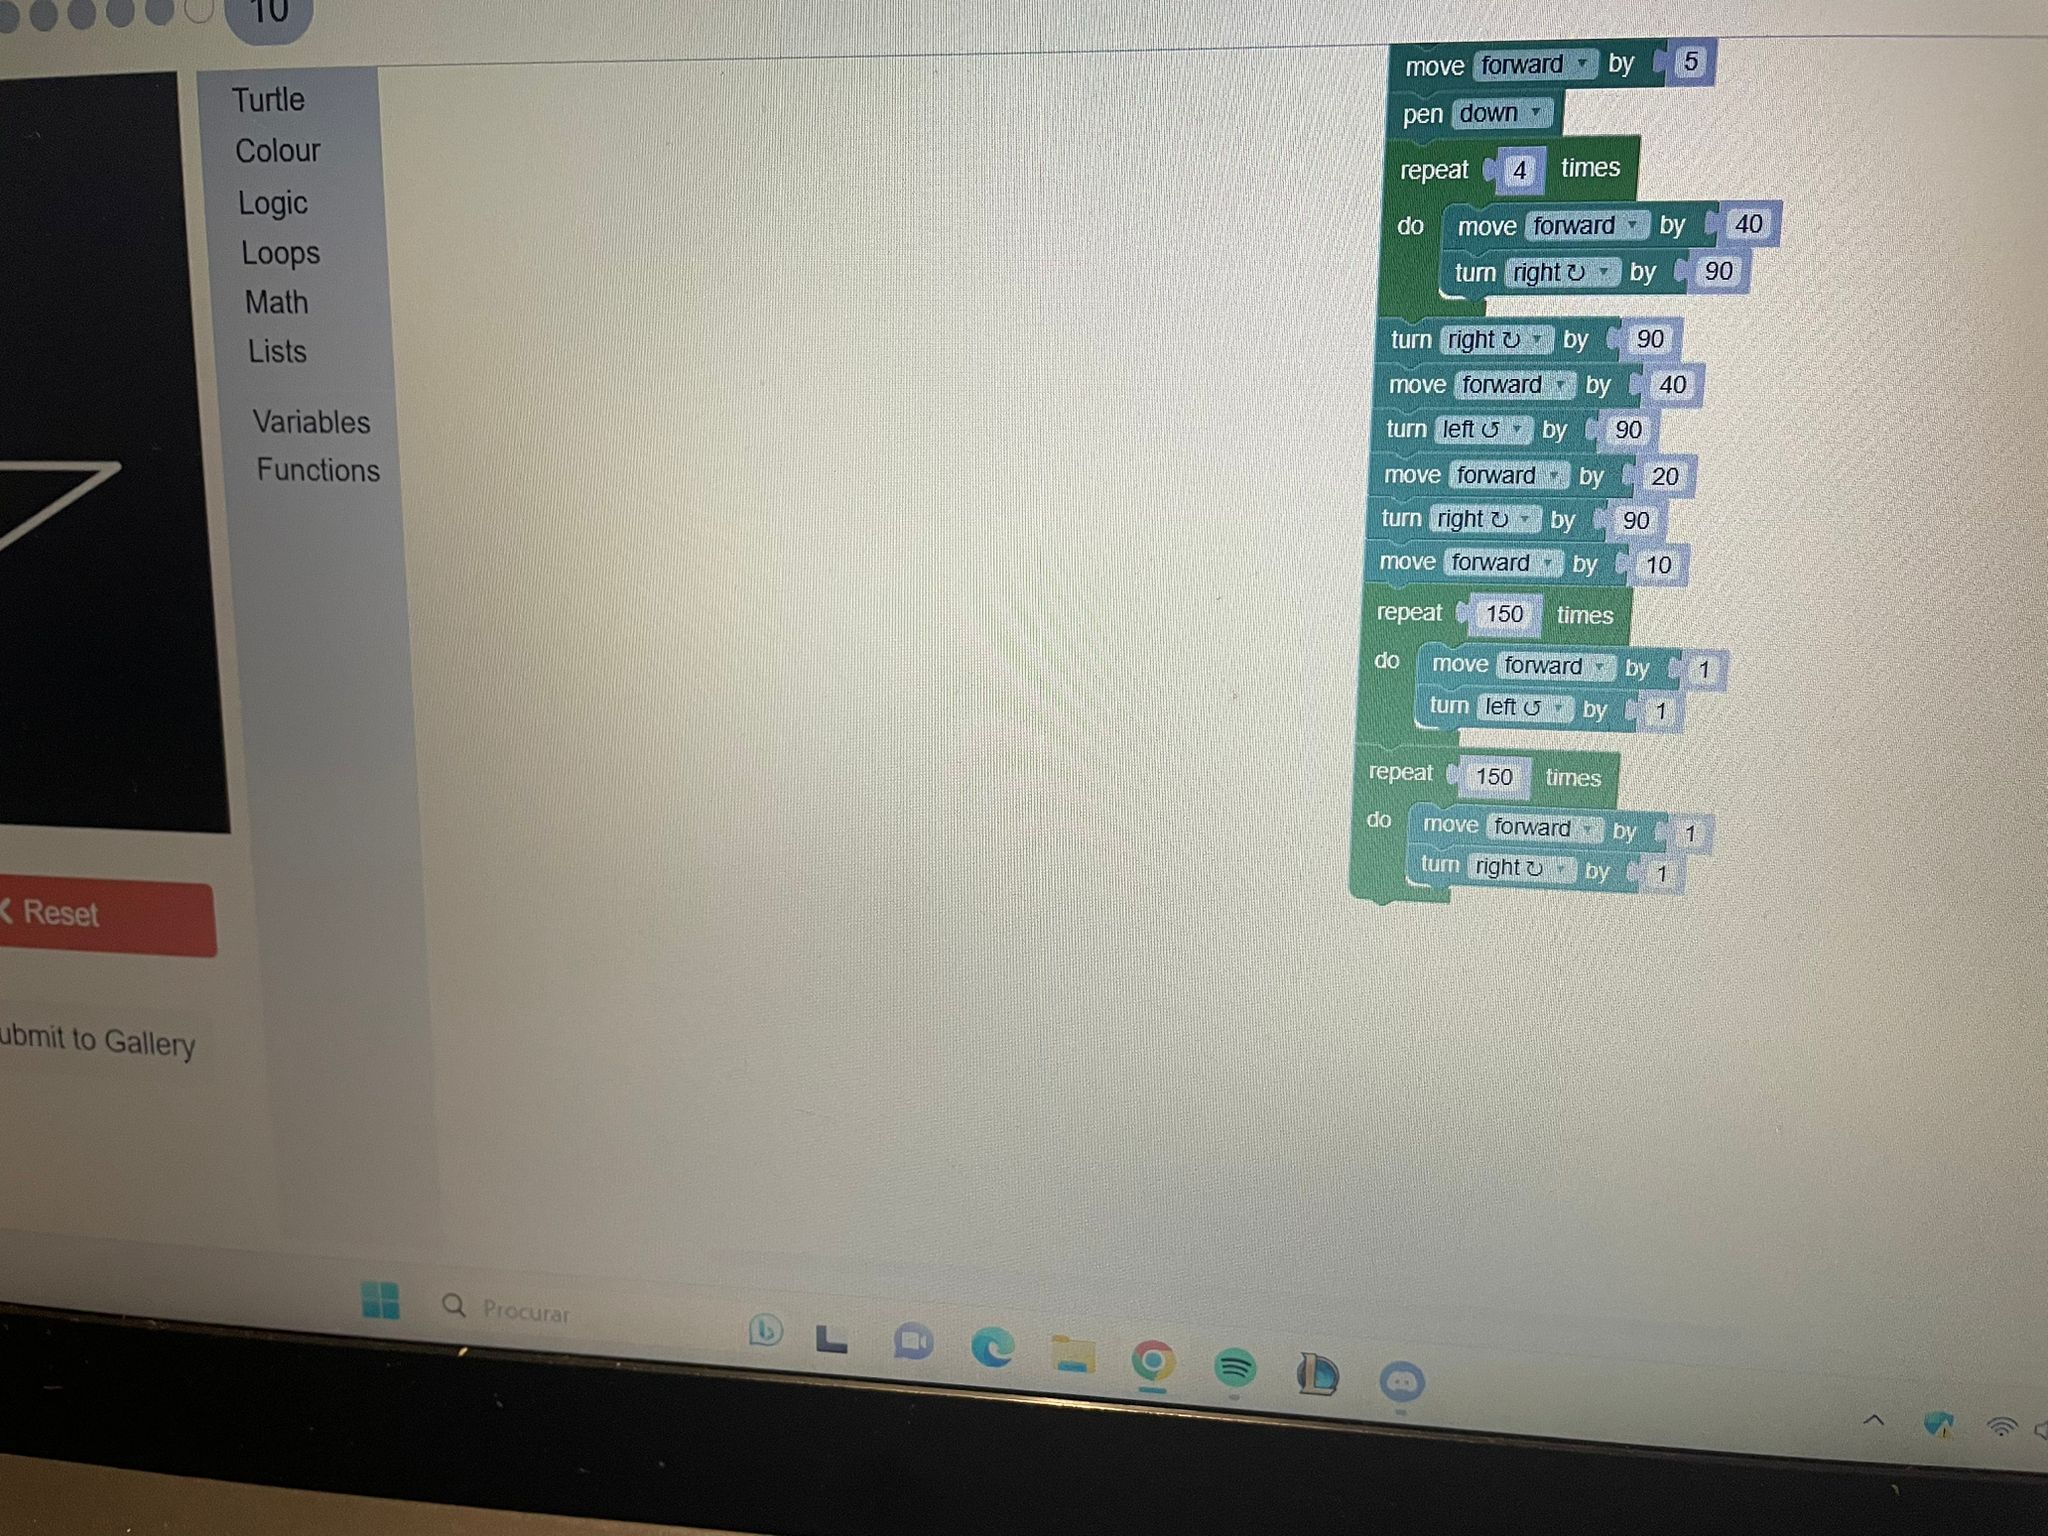 10
Turtle
Colour
Logic
Loops
Math
Lists
Variables
Functions
Reset
ubmit to Gallery
move forward by 5
pen down
repeat 4 times
do move forward by 40
turn right ↻ by 90
turn right ↻ by 90
move forward by 40
turn left ↺ by 90
move forward by 20
turn right ↻ by 90
move forward by 10
repeat 150 times
do move forward by 1
turn left ↺ by 1
repeat 150 times
do move forward by 1
turn right ↻ by 1
Procurar